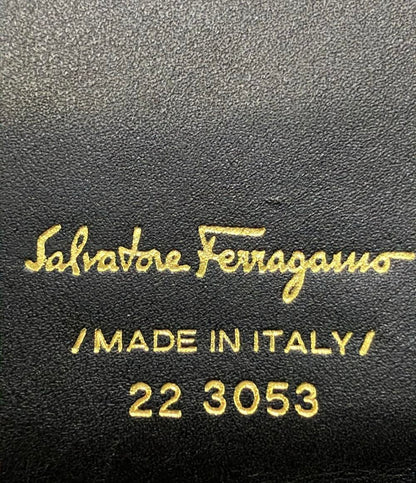 Salvatore Ferragamo
/MADE IN ITALY/
22 3053